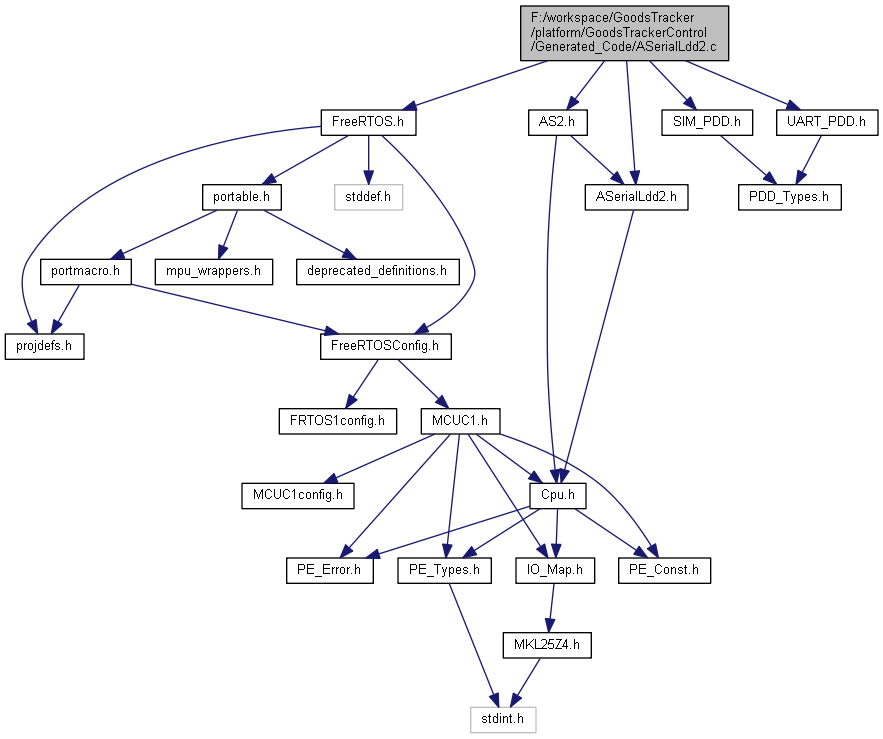 F:/workspace/GoodsTracker
/platform/GoodsTrackerControl
/Generated_Code/ASerialLdd2.c
FreeRTOS.h
AS2.h
SIM_PDD.h
UART_PDD.h
portable.h
stddef.h
ASerialLdd2.h
PDD_Types.h
portmacro.h
mpu_wrappers.h
deprecated_definitions.h
projdefs.h
FreeRTOSConfig.h
FRTOS1config.h
MCUC1.h
MCUC1config.h
Cpu.h
PE_Error.h
PE_Types.h
IO_Map.h
PE_Const.h
MKL25Z4.h
stdint.h